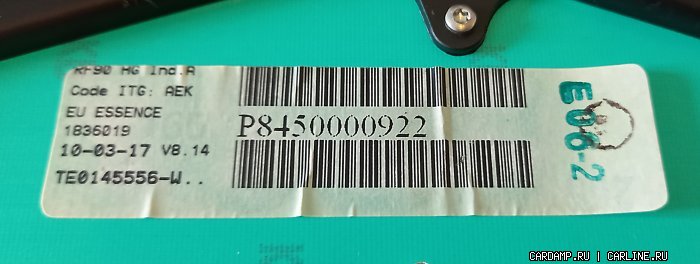 RF90 HG Ind.A
Code ITG: AEK
EU ESSENCE
1836019
10-03-17 V8.14
TE0145556-W..
P8450000922
E06-2
CARDAMP.RU | CARLINE.RU